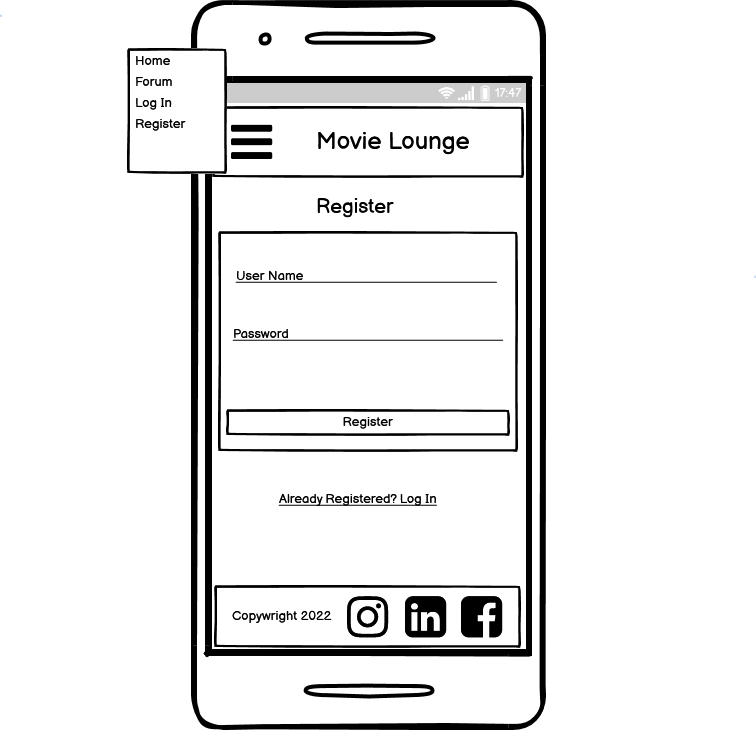 Home
Forum
Log In
Register
17:47
Movie Lounge
Register
User Name
Password
Register
Already Registered? Log In
Copywright 2022
in
f